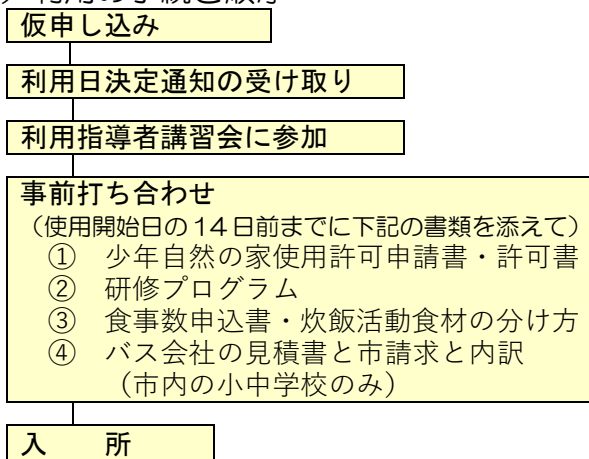 仮申し込み
利用日決定通知の受け取り
利用指導者講習会に参加
事前打ち合わせ
（使用開始日の14日前までに下記の書類を添えて）
① 少年自然の家使用許可申請書・許可書
② 研修プログラム
③ 食事数申込書・炊飯活動食材の分け方
④ バス会社の見積書と市請求と内訳
（市内の小中学校のみ）
入　所